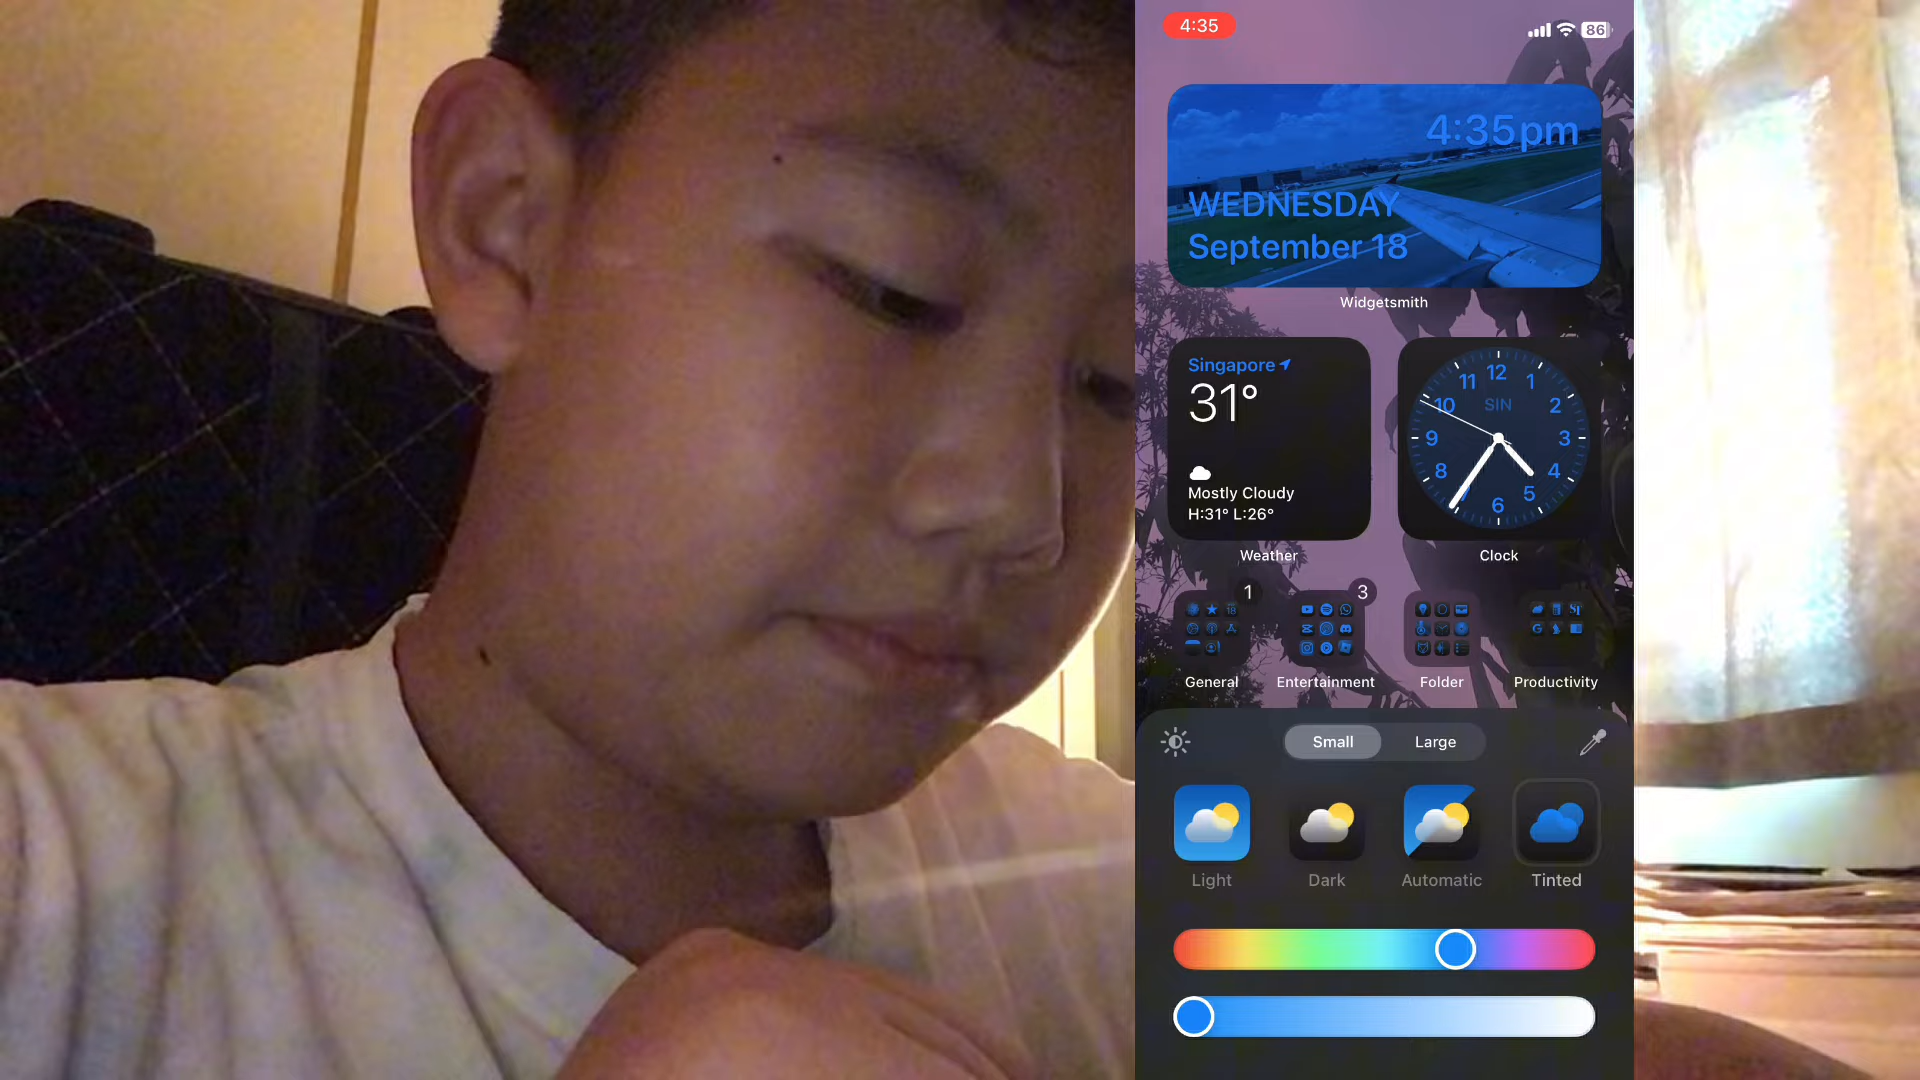 4:35
86
4:35pm
WEDNESDAY
September 18
Widgetsmith
Singapore
31°
Mostly Cloudy
H:31° L:26°
Weather
12
11
1
10
SIN
2
9
3
8
4
5
6
Clock
1
3
18
General
Entertainment
Folder
Productivity
Small
Large
Light
Dark
Automatic
Tinted